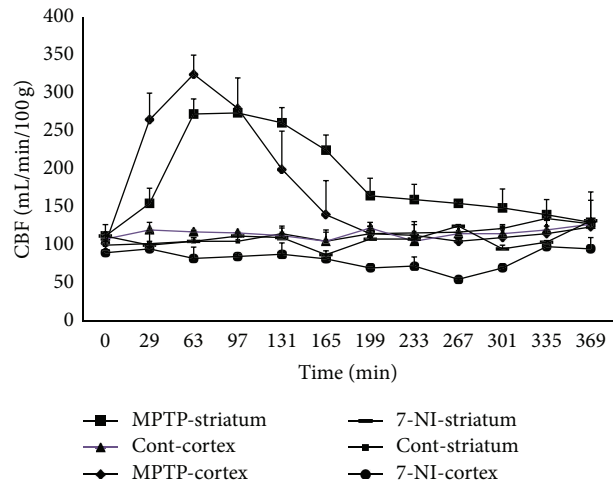 400
350
300
250
200
150
100
50
0
CBF (mL/min/100 g)
0 29 63 97 131 165 199 233 267 301 335 369
Time (min)
MPTP-striatum
Cont-cortex
MPTP-cortex
7-NI-striatum
Cont-striatum
7-NI-cortex